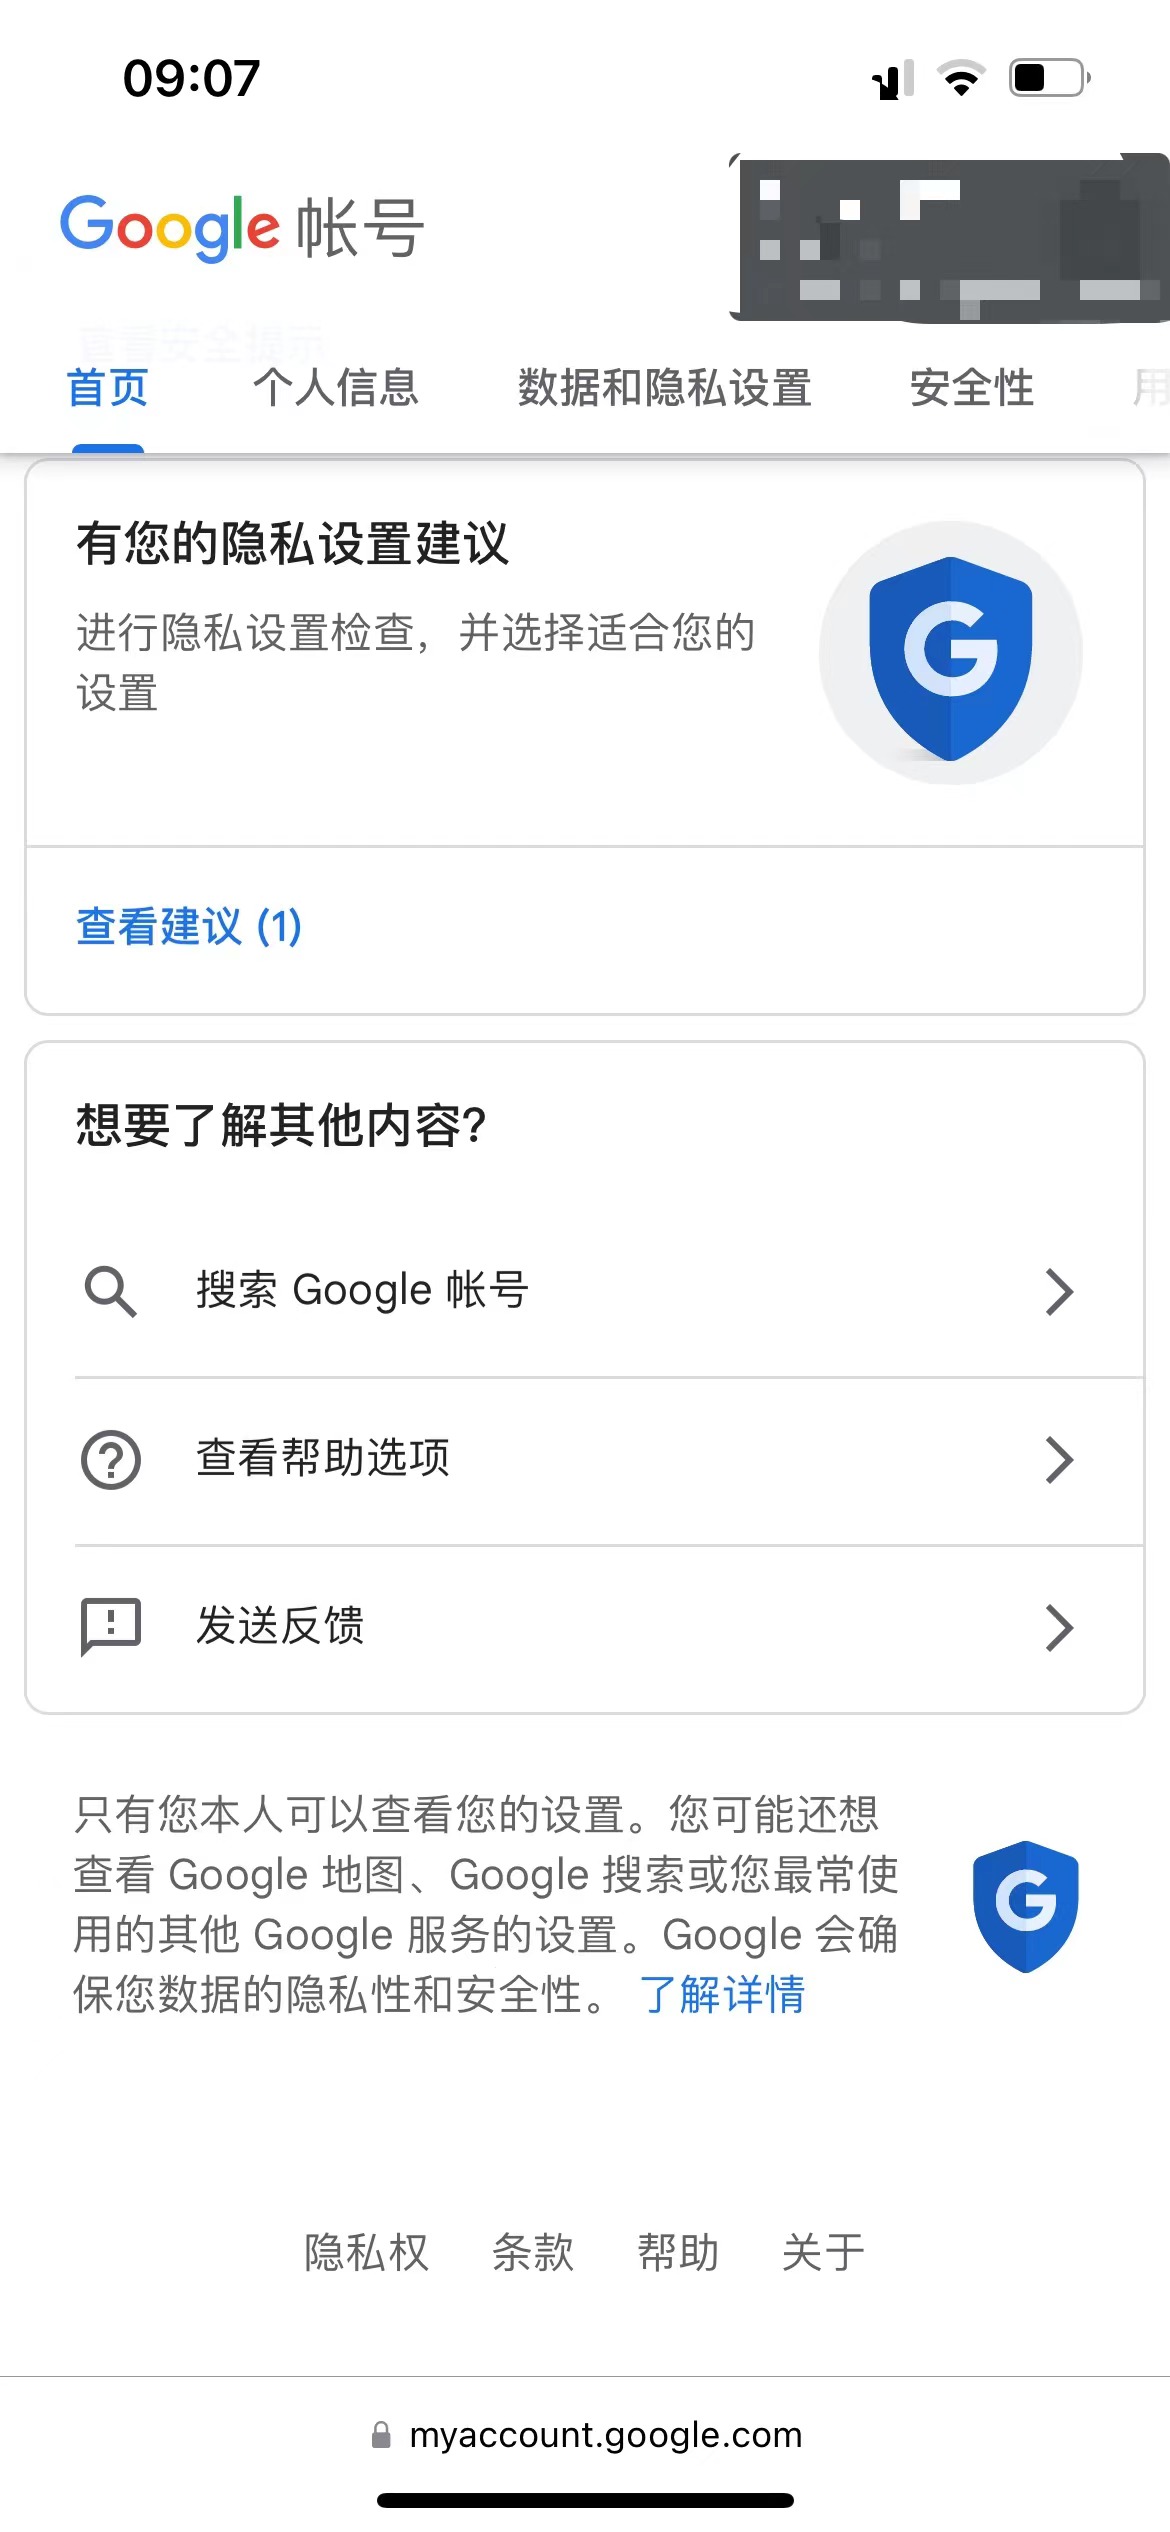 09:07
Google 帐号
查看安全提示
首页 个人信息 数据和隐私设置 安全性 用
有您的隐私设置建议
进行隐私设置检查，并选择适合您的
设置
查看建议 (1)
想要了解其他内容?
搜索 Google 帐号
查看帮助选项
发送反馈
只有您本人可以查看您的设置。您可能还想
查看 Google 地图、Google 搜索或您最常使
用的其他 Google 服务的设置。Google 会确
保您数据的隐私性和安全性。 了解详情
隐私权 条款 帮助 关于
myaccount.google.com